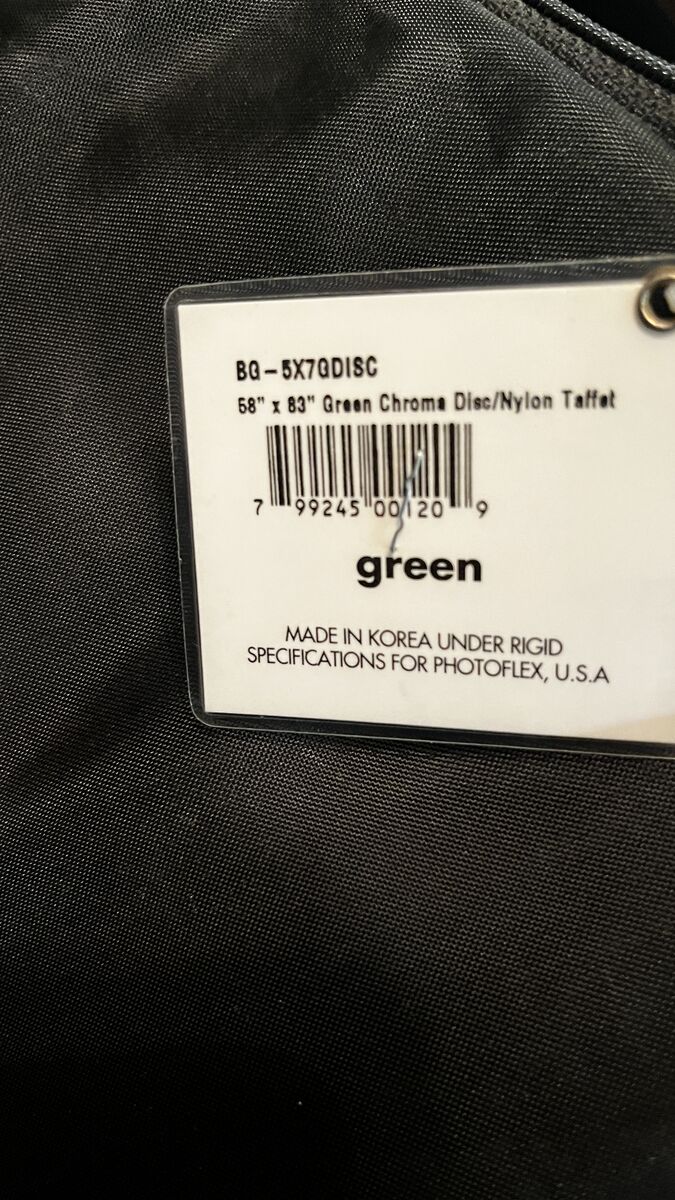 BG-5X7GDISC
58" x 83" Green Chroma Disc/Nylon Taffet
7 99245 00120 9
green
MADE IN KOREA UNDER RIGID
SPECIFICATIONS FOR PHOTOFLEX, U.S.A